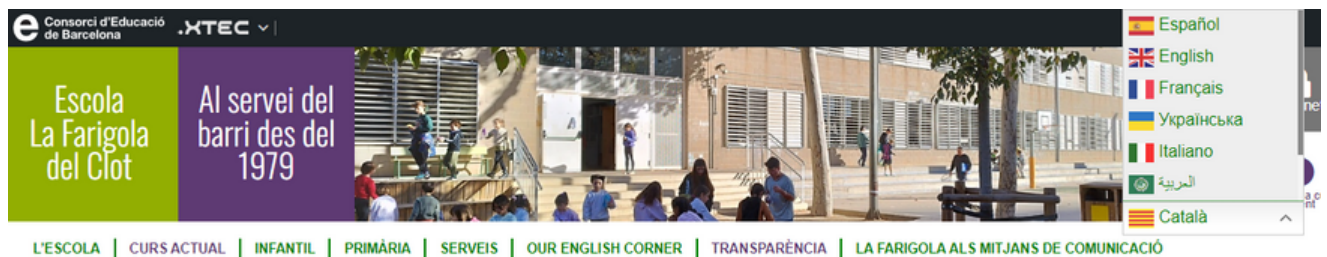 Consorci d'Educació
de Barcelona
.XTEC
Escola
La Farigola
del Clot
Al servei del
barri des del
1979
Español
English
Français
Українська
Italiano
العربية
Català
L'ESCOLA | CURS ACTUAL | INFANTIL | PRIMÀRIA | SERVEIS | OUR ENGLISH CORNER | TRANSPARÈNCIA | LA FARIGOLA ALS MITJANS DE COMUNICACIÓ